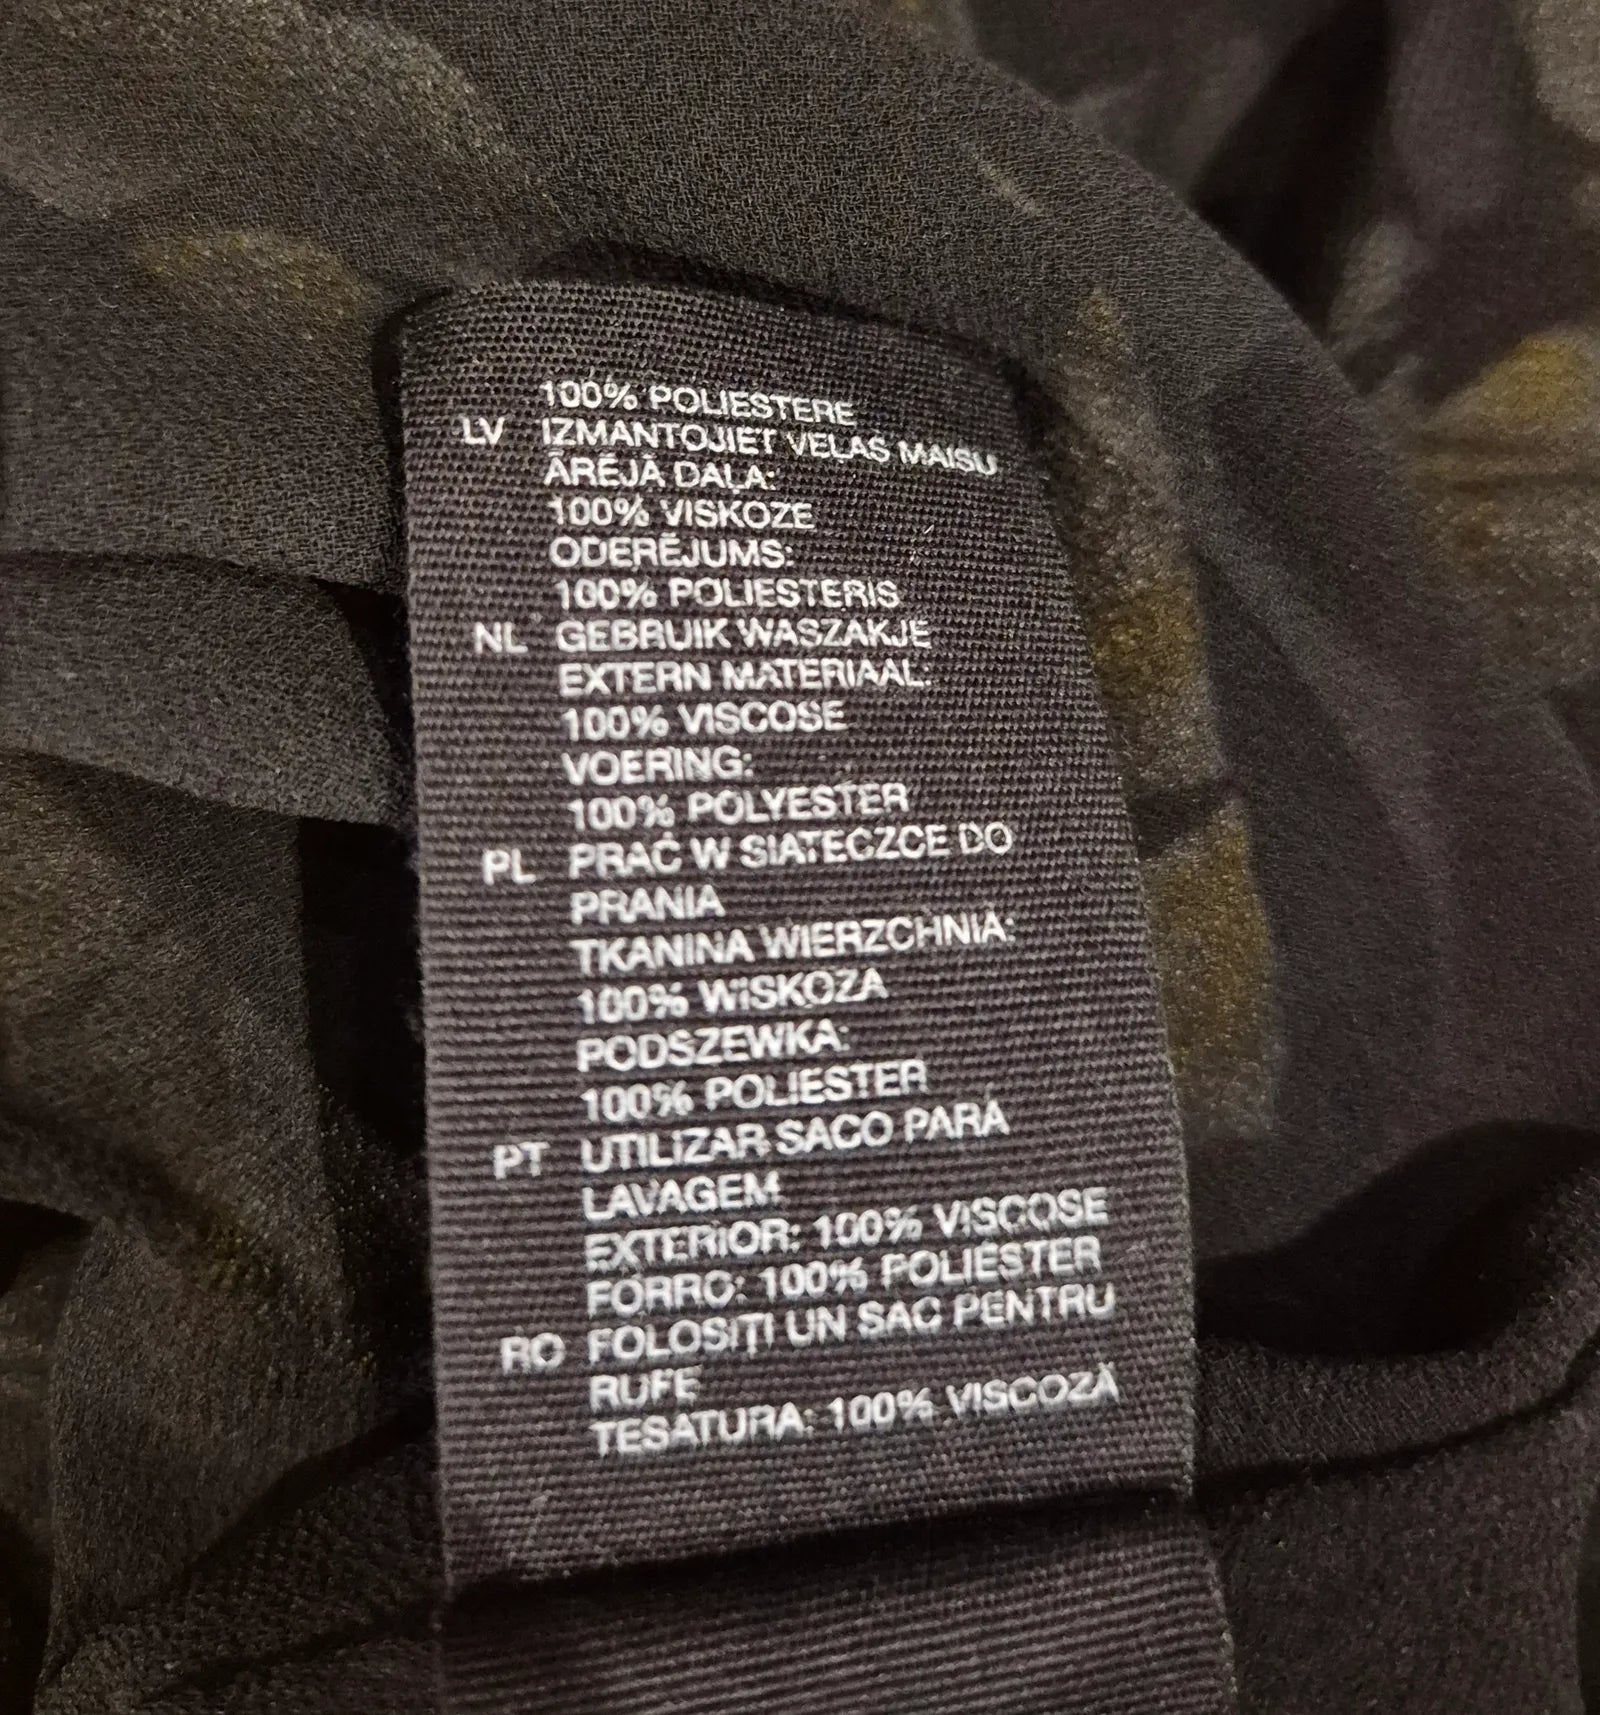 100% POLIESTERE
LV IZMANTOJIET VEĻAS MAISU
ĀRĒJĀ DAĻA:
100% VISKOZE
ODERĒJUMS:
100% POLIESTERIS
NL GEBRUIK WASZAKJE
EXTERN MATERIAAL:
100% VISCOSE
VOERING:
100% POLYESTER
PL PRAĆ W SIATECZCE DO
PRANIA
TKANINA WIERZCHNIA:
100% WISKOZA
PODSZEWKA:
100% POLIESTER
PT UTILIZAR SACO PARA
LAVAGEM
EXTERIOR: 100% VISCOSE
FORRO: 100% POLIÉSTER
RO FOLOSIȚI UN SAC PENTRU
RUFE
TESATURA: 100% VISCOZĂ